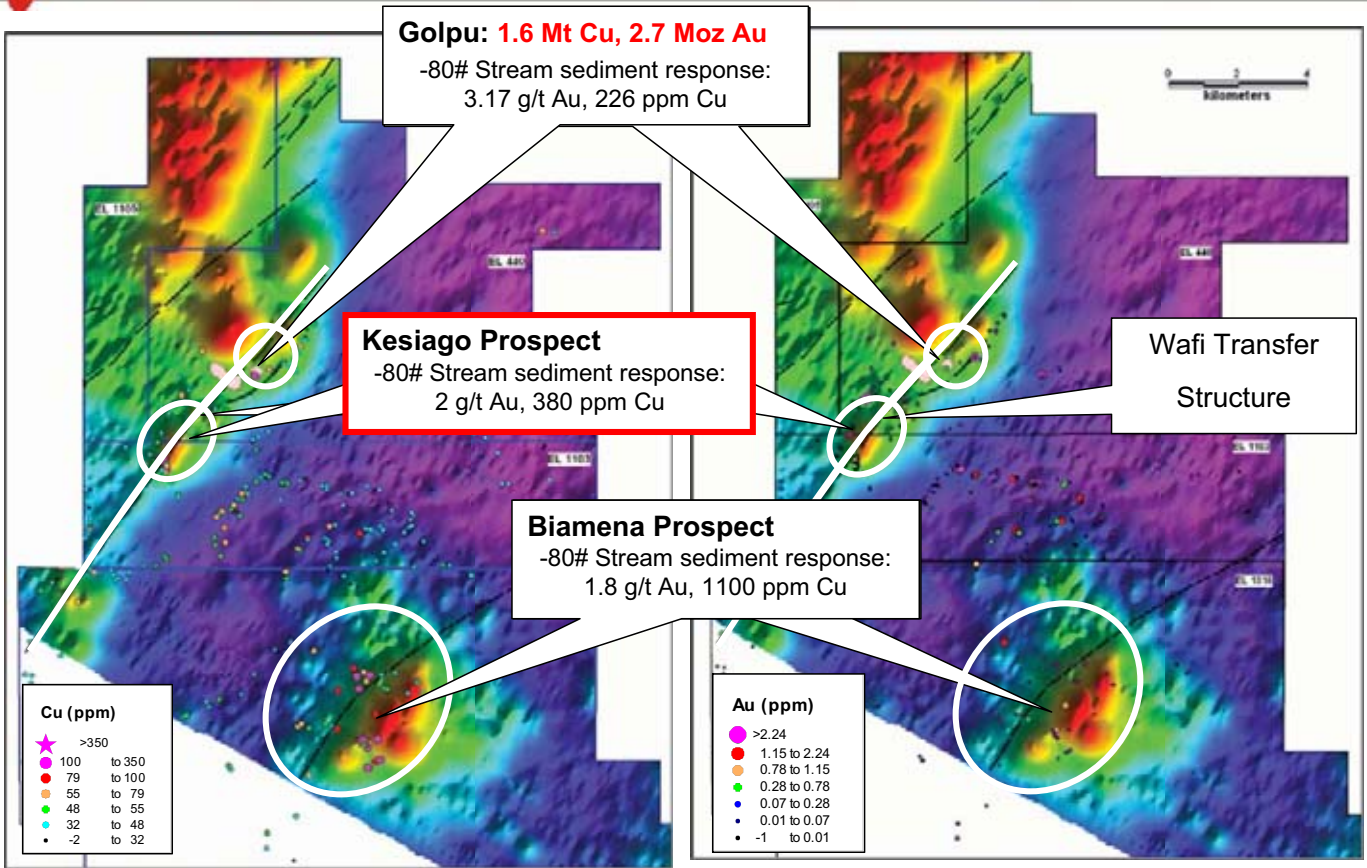 Golpu: 1.6 Mt Cu, 2.7 Moz Au
-80# Stream sediment response:
3.17 g/t Au, 226 ppm Cu
0 2 4
kilometers
EL 1105
EL 440
EL 440
Kesiago Prospect
-80# Stream sediment response:
2 g/t Au, 380 ppm Cu
Wafi Transfer
Structure
EL 1103
EL 1103
Biamena Prospect
-80# Stream sediment response:
1.8 g/t Au, 1100 ppm Cu
EL 1316
Cu (ppm)
>350
100 to 350
79 to 100
55 to 79
48 to 55
32 to 48
-2 to 32
Au (ppm)
>2.24
1.15 to 2.24
0.78 to 1.15
0.28 to 0.78
0.07 to 0.28
0.01 to 0.07
-1 to 0.01